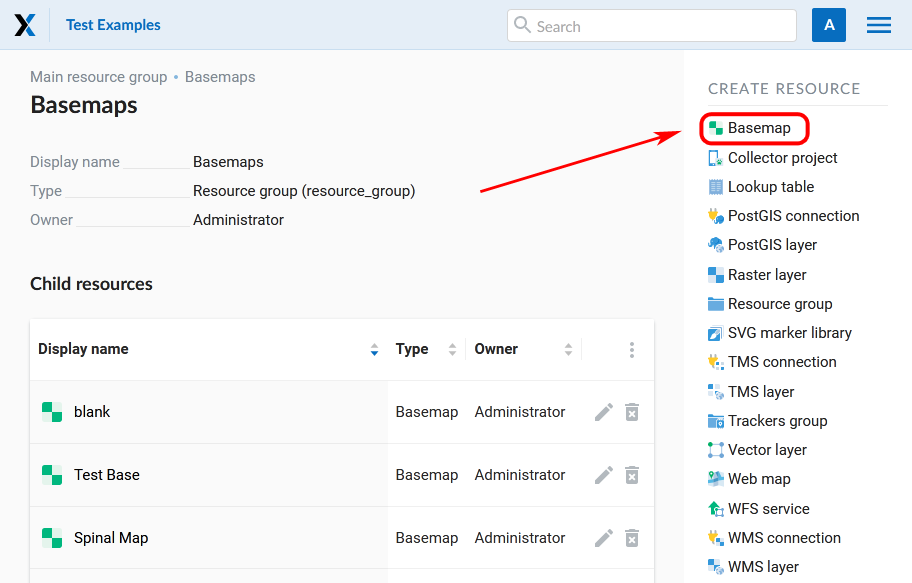 Test Examples
Search
A
Main resource group • Basemaps
Basemaps
Display name Basemaps
Type Resource group (resource_group)
Owner Administrator
Child resources
Display name Type Owner
blank Basemap Administrator
Test Base Basemap Administrator
Spinal Map Basemap Administrator
CREATE RESOURCE
Basemap
Collector project
Lookup table
PostGIS connection
PostGIS layer
Raster layer
Resource group
SVG marker library
TMS connection
TMS layer
Trackers group
Vector layer
Web map
WFS service
WMS connection
WMS layer